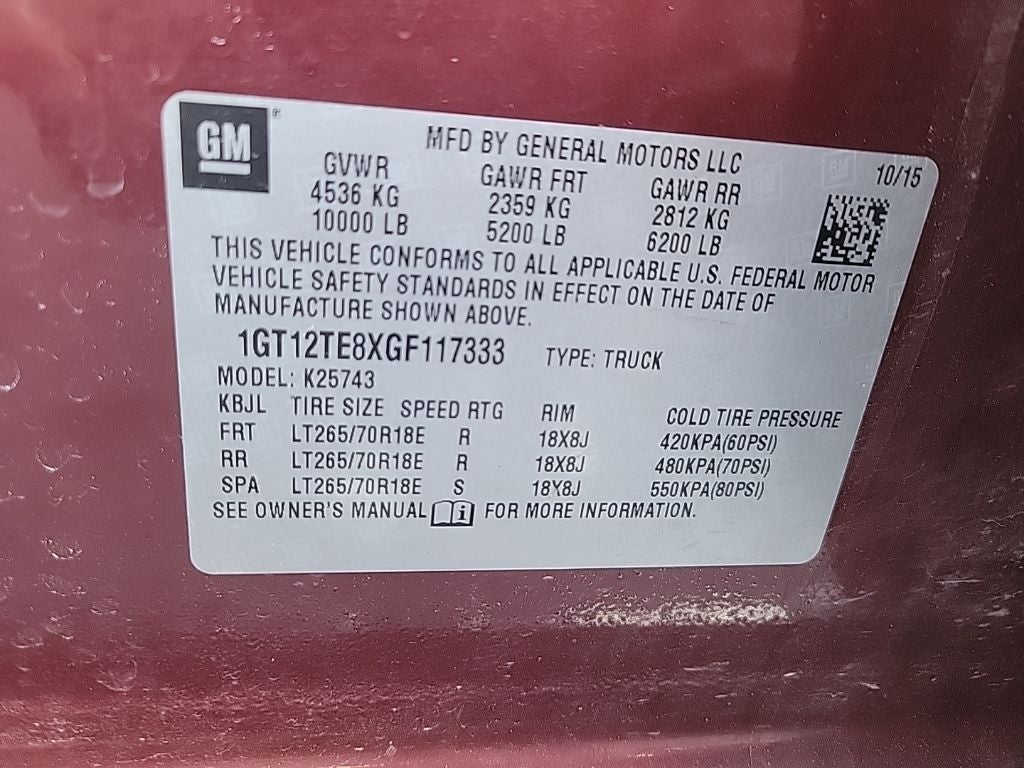 GM
MFD BY GENERAL MOTORS LLC
10/15
GVWR GAWR FRT GAWR RR
4536 KG 2359 KG 2812 KG
10000 LB 5200 LB 6200 LB
THIS VEHICLE CONFORMS TO ALL APPLICABLE U.S. FEDERAL MOTOR
VEHICLE SAFETY STANDARDS IN EFFECT ON THE DATE OF
MANUFACTURE SHOWN ABOVE.
1GT12TE8XGF117333 TYPE: TRUCK
MODEL: K25743
KBJL TIRE SIZE SPEED RTG RIM COLD TIRE PRESSURE
FRT LT265/70R18E R 18X8J 420KPA(60PSI)
RR LT265/70R18E R 18X8J 480KPA(70PSI)
SPA LT265/70R18E S 18X8J 550KPA(80PSI)
SEE OWNER'S MANUAL i FOR MORE INFORMATION.